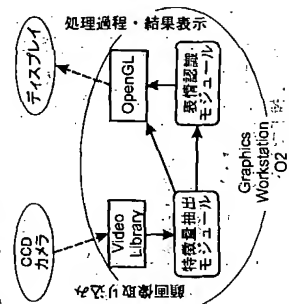 処理過程・結果表示
ディスプレイ
OpenGL
表情認識
モジュール
CCD
カメラ
Video
Library
特徴量抽出
モジュール
顔画像取り込み
Graphics
Workstation
O2